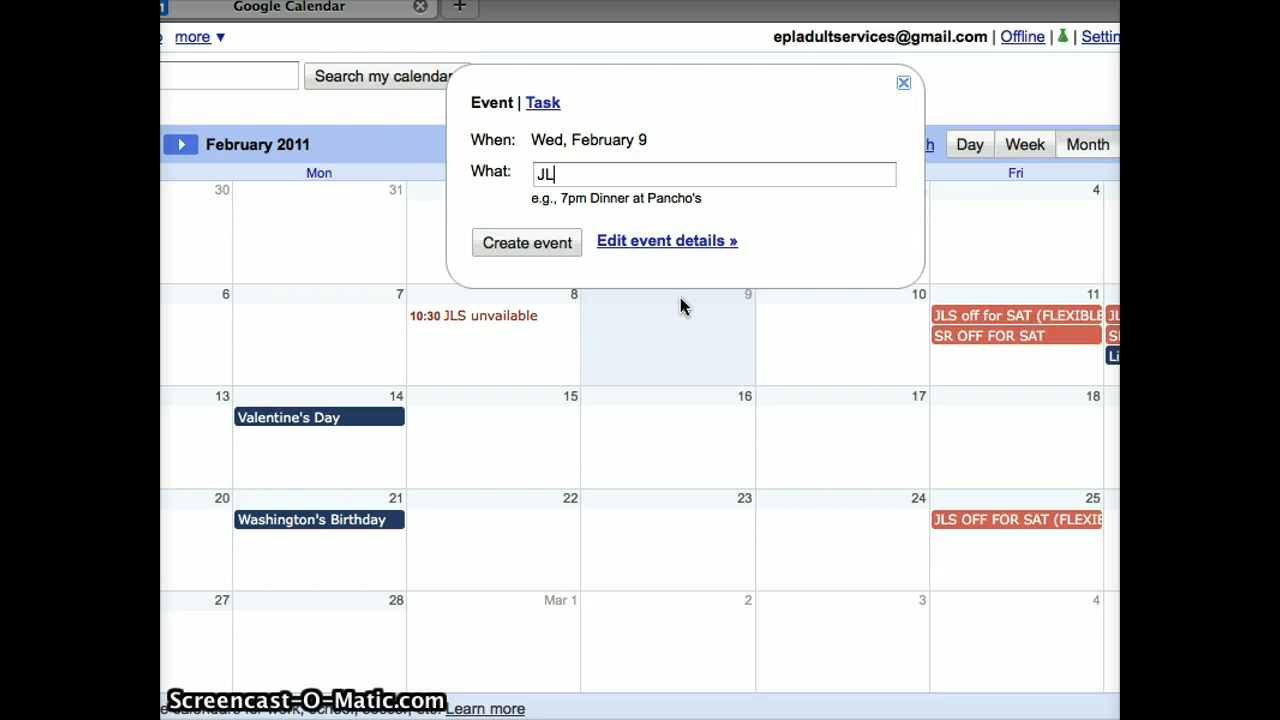 Google Calendar
more ▼
epladultservices@gmail.com | Offline | | Settin
Search my calendar
Event | Task
When: Wed, February 9
What: JL
e.g., 7pm Dinner at Pancho's
Create event Edit event details »
February 2011
Day Week Month
Mon Fri
30 31 4
6 7 8 9 10 11
10:30 JLS unavailable
JLS off for SAT (FLEXIBLE
SR OFF FOR SAT
13 14 15 16 17 18
Valentine's Day
20 21 22 23 24 25
Washington's Birthday
JLS OFF FOR SAT (FLEXIB
27 28 Mar 1 2 3 4
Screencast-O-Matic.com
Learn more